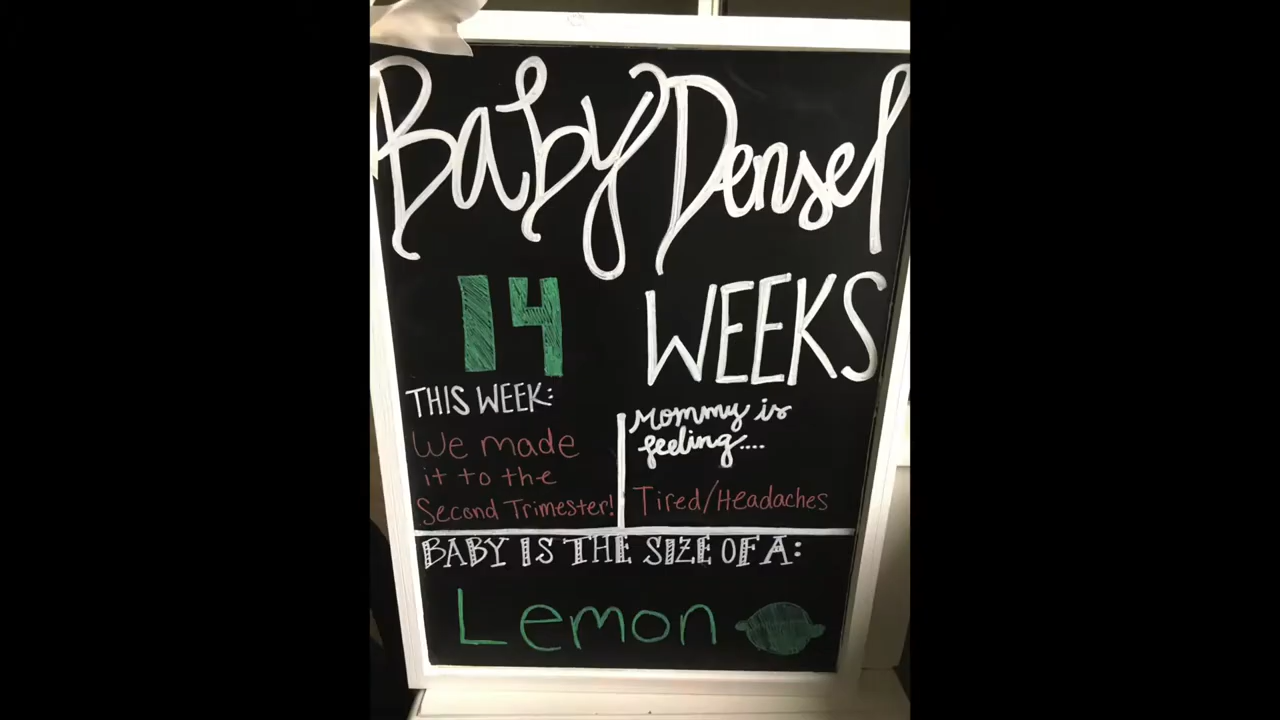 Baby Densel
14 WEEKS
THIS WEEK:
We made
it to the
Second Trimester!
Mommy is
feeling....
Tired/Headaches
BABY IS THE SIZE OF A:
Lemon